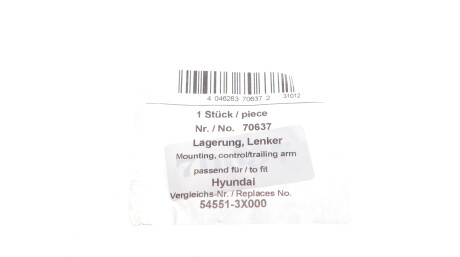 4 046283 70637 2
31012
1 Stück / piece
Nr. / No. 70637
Lagerung, Lenker
Mounting, control/trailing arm
passend für / to fit
Hyundai
Vergleichs-Nr. / Replaces No.
54551-3X000